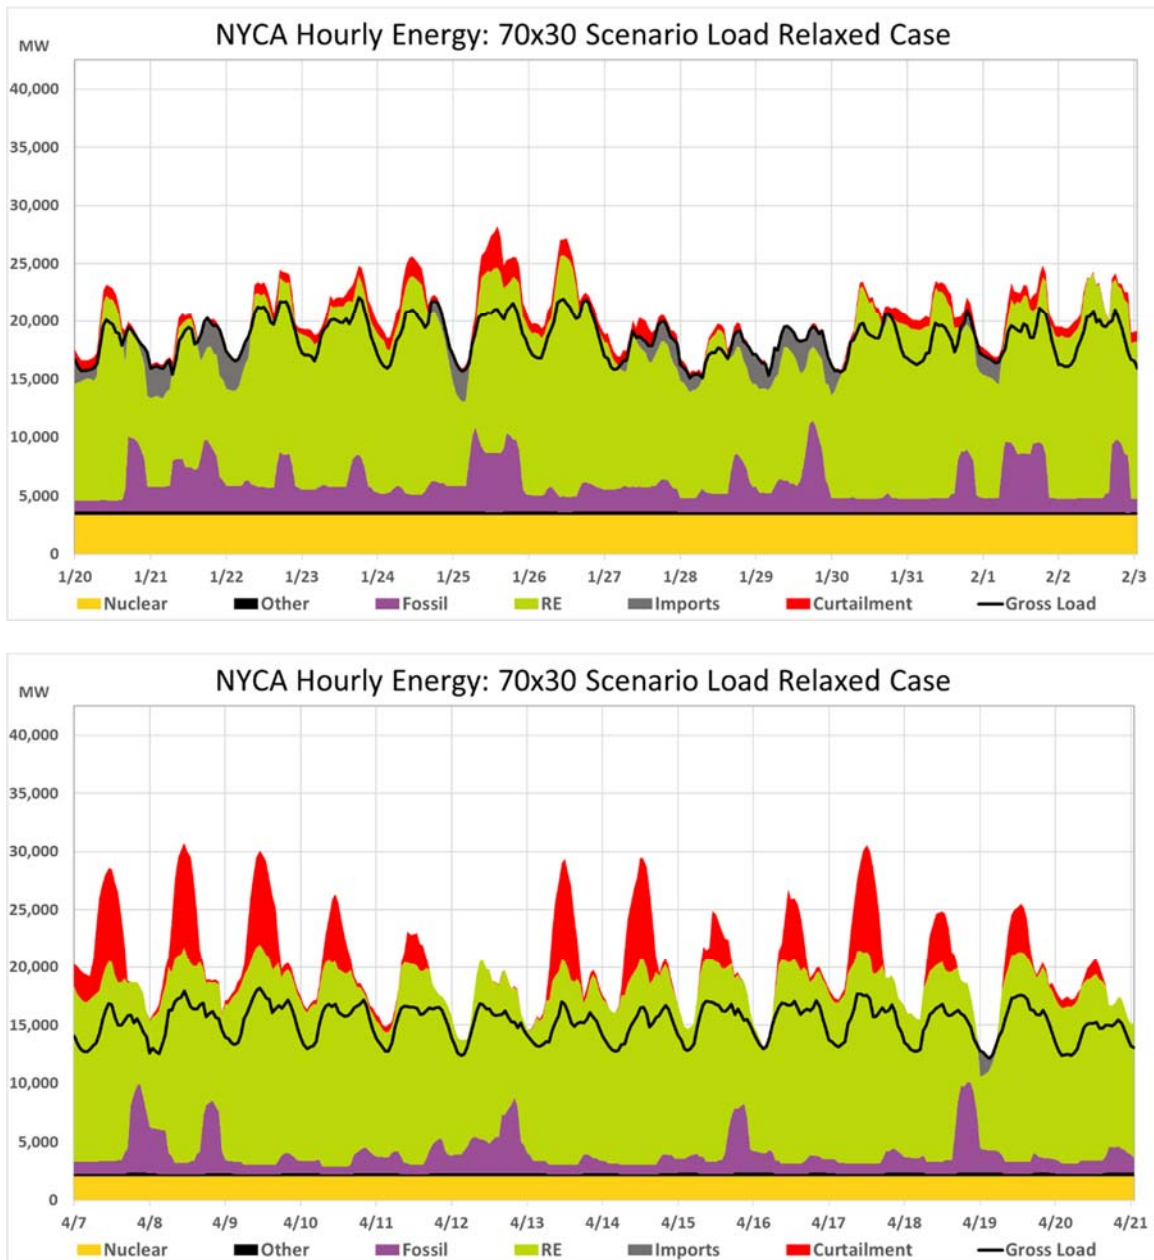 NYCA Hourly Energy: 70x30 Scenario Load Relaxed Case
MW
40,000
35,000
30,000
25,000
20,000
15,000
10,000
5,000
0
1/20 1/21 1/22 1/23 1/24 1/25 1/26 1/27 1/28 1/29 1/30 1/31 2/1 2/2 2/3
Nuclear Other Fossil RE Imports Curtailment Gross Load
NYCA Hourly Energy: 70x30 Scenario Load Relaxed Case
MW
40,000
35,000
30,000
25,000
20,000
15,000
10,000
5,000
0
4/7 4/8 4/9 4/10 4/11 4/12 4/13 4/14 4/15 4/16 4/17 4/18 4/19 4/20 4/21
Nuclear Other Fossil RE Imports Curtailment Gross Load